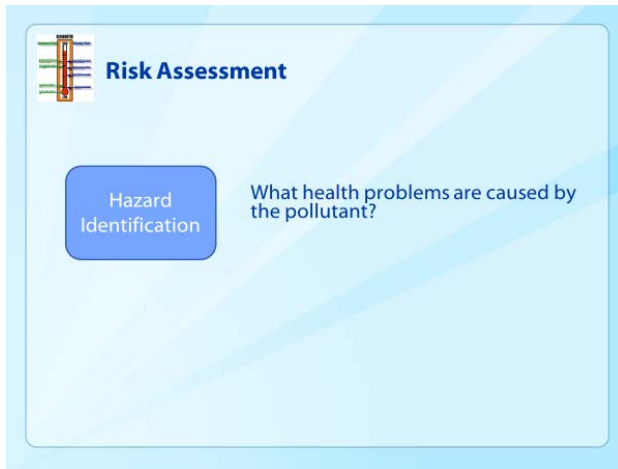 Risk Assessment
Hazard
Identification
What health problems are caused by
the pollutant?